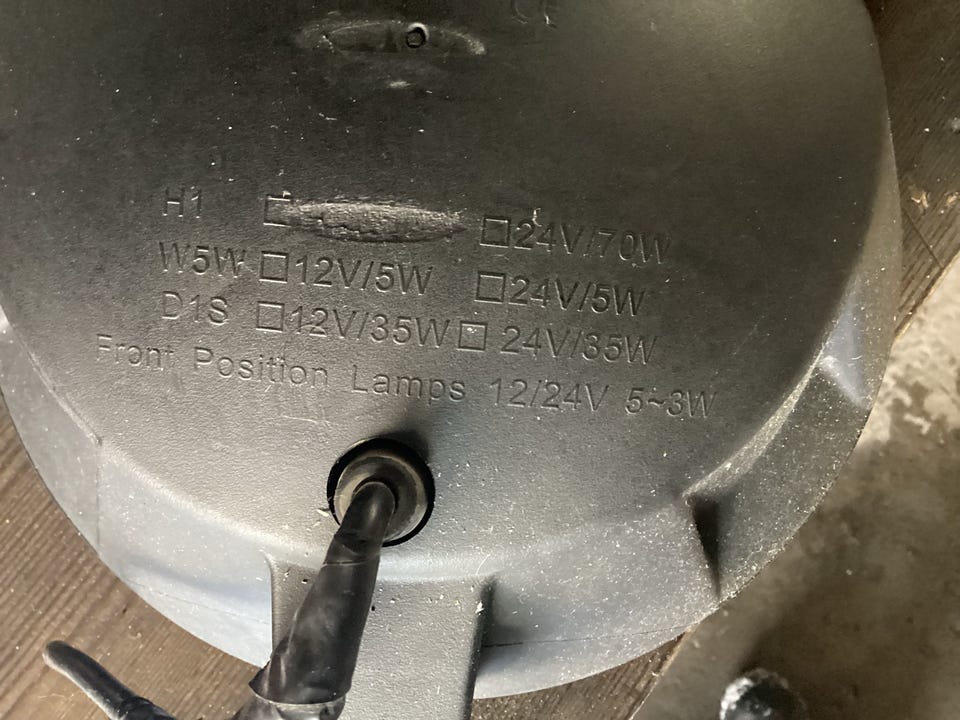 CE
H1 □ □24V/70W
W5W □12V/5W □24V/5W
D1S □12V/35W □ 24V/35W
Front Position Lamps 12/24V 5~3W